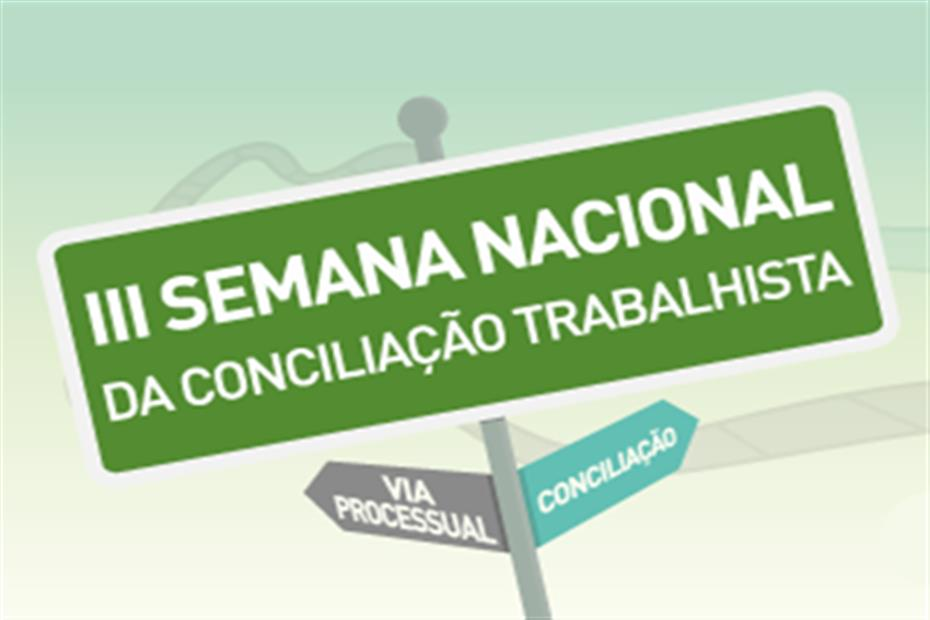 III SEMANA NACIONAL
DA CONCILIAÇÃO TRABALHISTA
VIA
PROCESSUAL
CONCILIAÇÃO